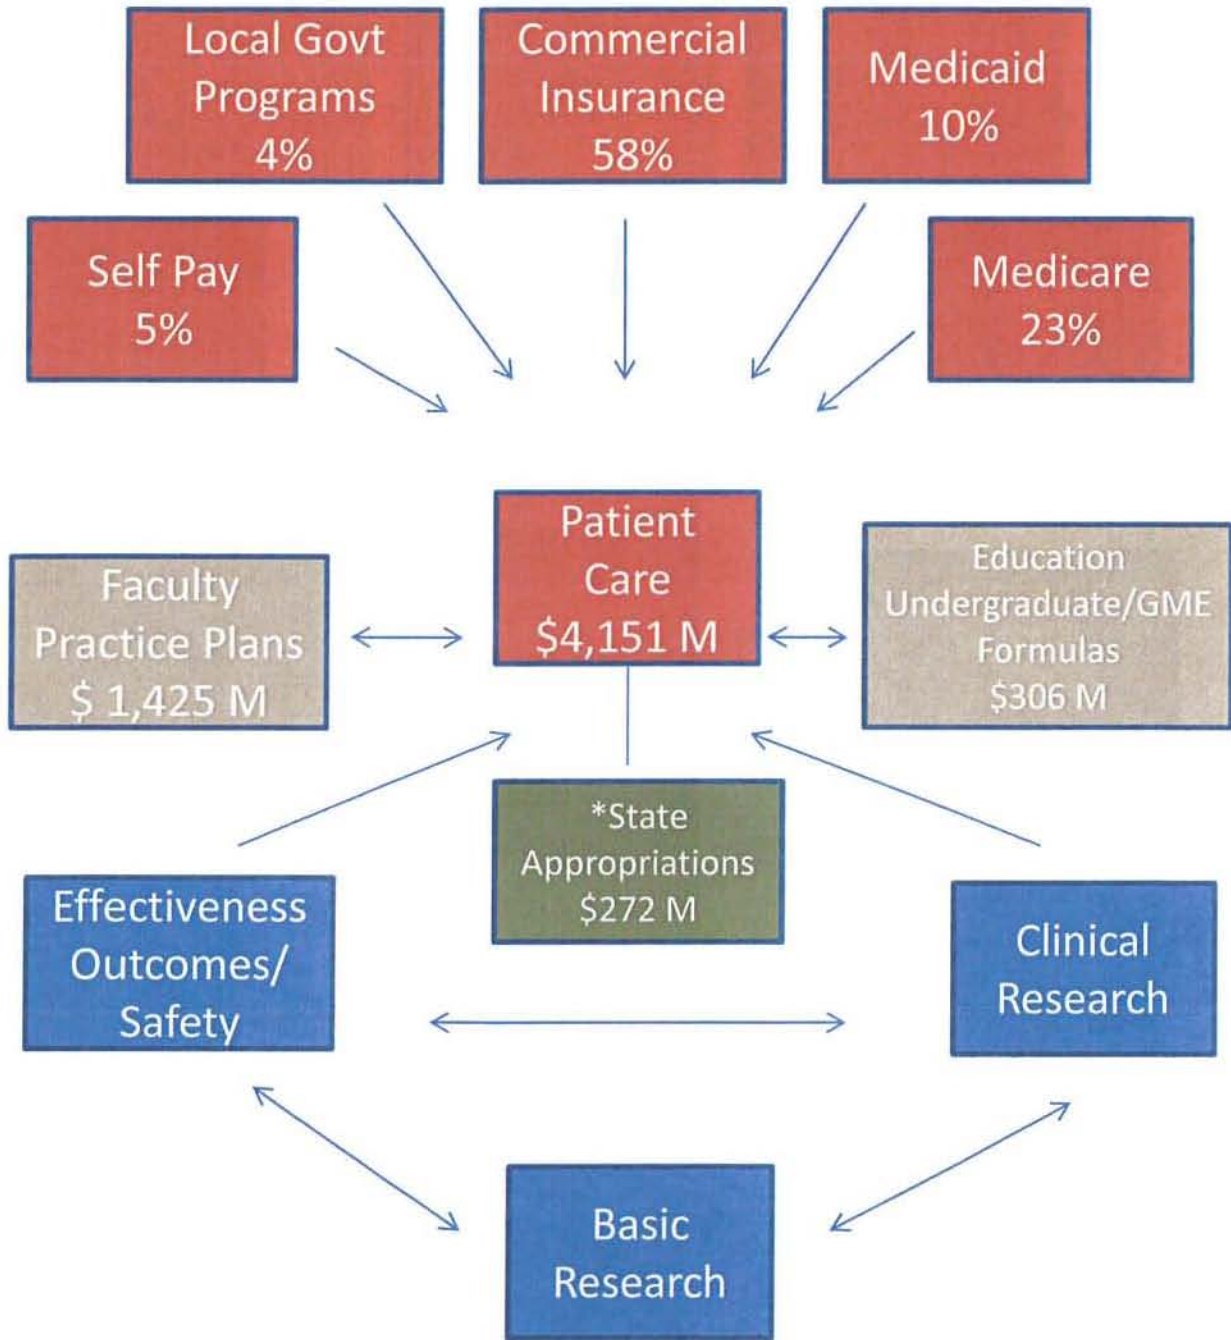 Local Govt
Programs
4%
Commercial
Insurance
58%
Medicaid
10%
Self Pay
5%
Medicare
23%
Patient
Care
$4,151 M
Faculty
Practice Plans
$ 1,425 M
Education
Undergraduate/GME
Formulas
$306 M
*State
Appropriations
$272 M
Effectiveness
Outcomes/
Safety
Clinical
Research
Basic
Research